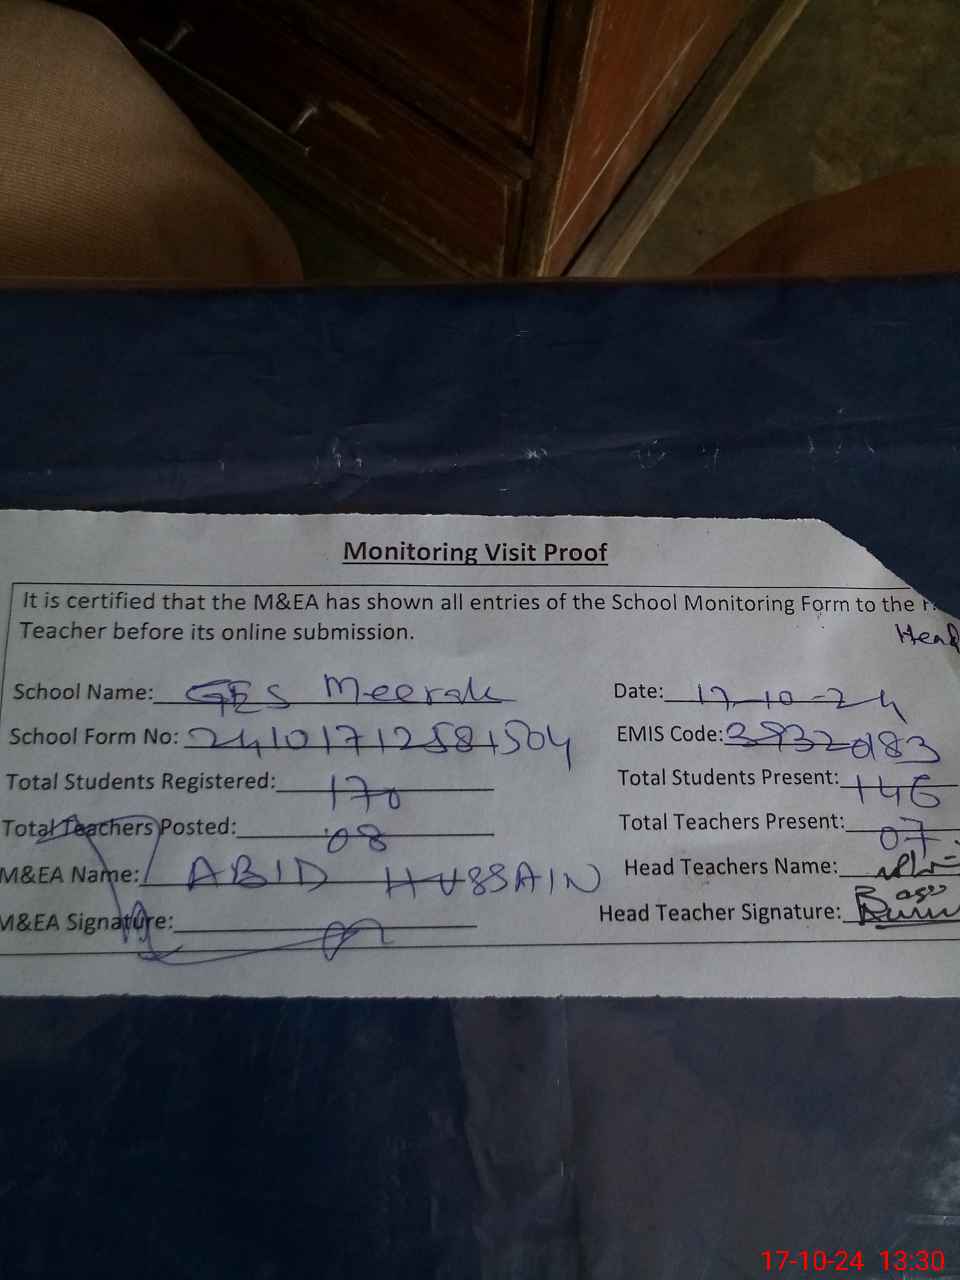 Monitoring Visit Proof
It is certified that the M&EA has shown all entries of the School Monitoring Form to the
Teacher before its online submission.
Head
School Name: GES Meerak Date: 17-10-24
School Form No: 24101712581504 EMIS Code:
Total Students Registered: 170 Total Students Present: 146
Total Teachers Posted: 08 Total Teachers Present: 07
M&EA Name: ABID HUSSAIN Head Teachers Name:
M&EA Signature: Head Teacher Signature:
17-10-24 13:30